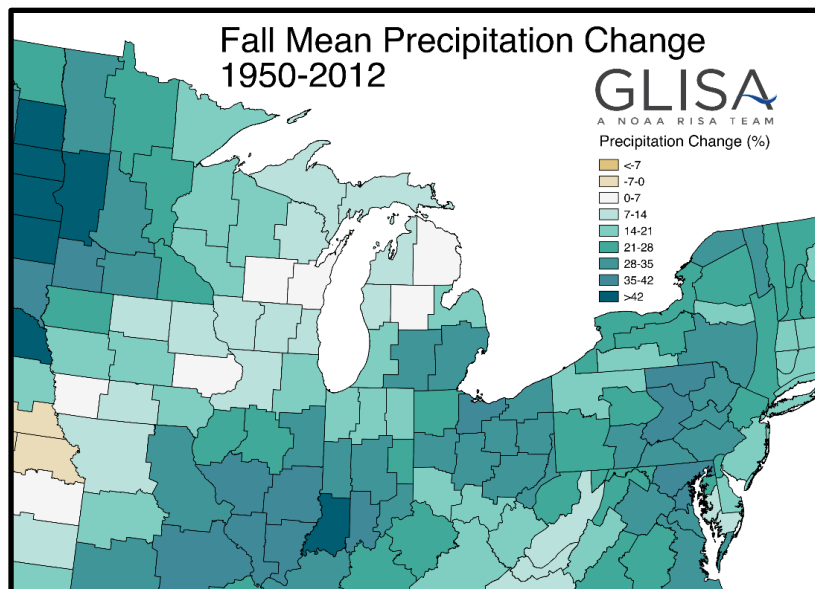 Fall Mean Precipitation Change
1950-2012
GLISA
A NOAA RISA TEAM
Precipitation Change (%)
<-7
-7-0
0-7
7-14
14-21
21-28
28-35
35-42
>42